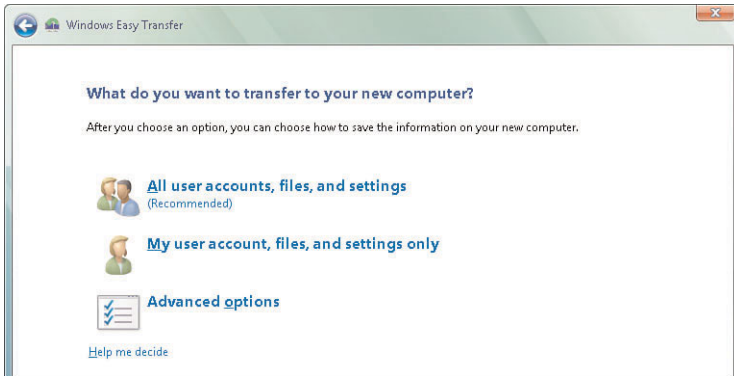 Windows Easy Transfer
What do you want to transfer to your new computer?
After you choose an option, you can choose how to save the information on your new computer.
All user accounts, files, and settings
(Recommended)
My user account, files, and settings only
Advanced options
Help me decide